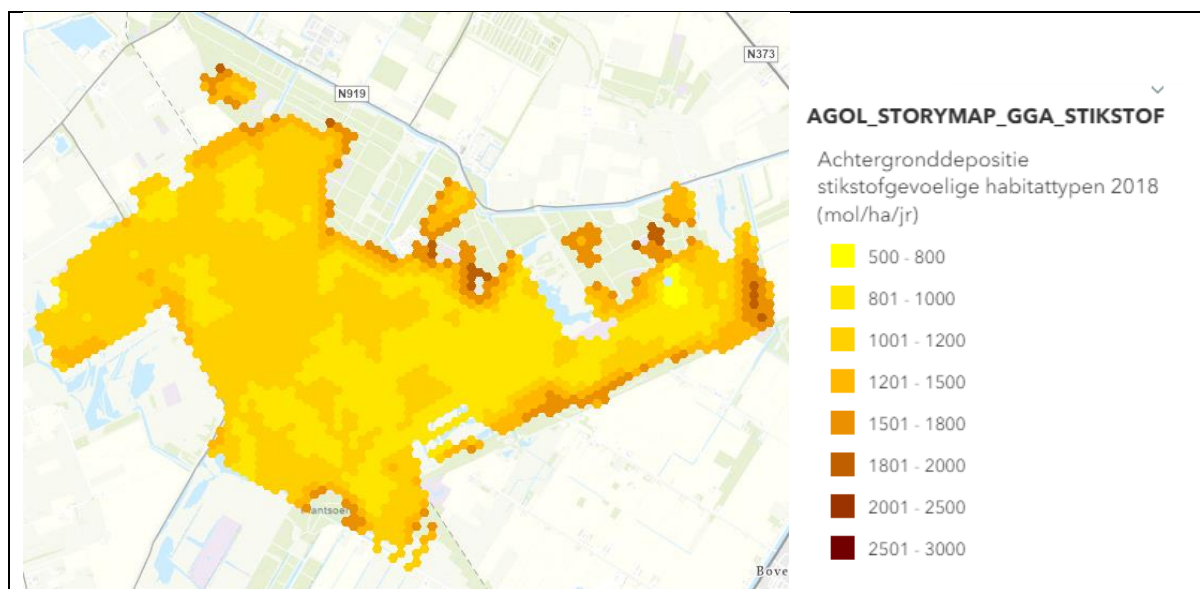 N373
N919
AGOL_STORYMAP_GGA_STIKSTOF
Achtergronddepositie
stikstofgevoelige habitattypen 2018
(mol/ha/jr)
500 - 800
801 - 1000
1001 - 1200
1201 - 1500
1501 - 1800
1801 - 2000
2001 - 2500
2501 - 3000
Bove